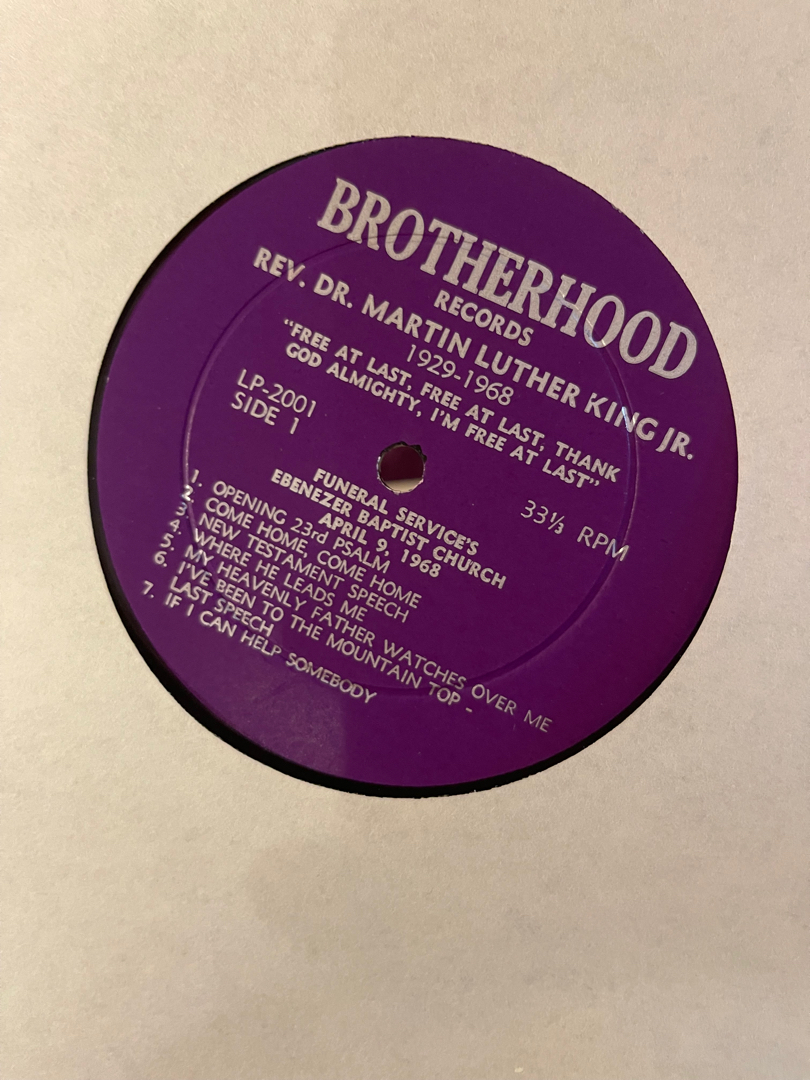 BROTHERHOOD
RECORDS
REV. DR. MARTIN LUTHER KING JR.
1929-1968
"FREE AT LAST, FREE AT LAST, THANK
GOD ALMIGHTY, I'M FREE AT LAST"
LP-2001
SIDE 1
33⅓ RPM
FUNERAL SERVICE'S
EBENEZER BAPTIST CHURCH
APRIL 9, 1968
1. OPENING 23rd PSALM
2. COME HOME, COME HOME
3. NEW TESTAMENT SPEECH
4. WHERE HE LEADS ME
5. MY HEAVENLY FATHER WATCHES OVER ME
6. I'VE BEEN TO THE MOUNTAIN TOP -
LAST SPEECH
7. IF I CAN HELP SOMEBODY